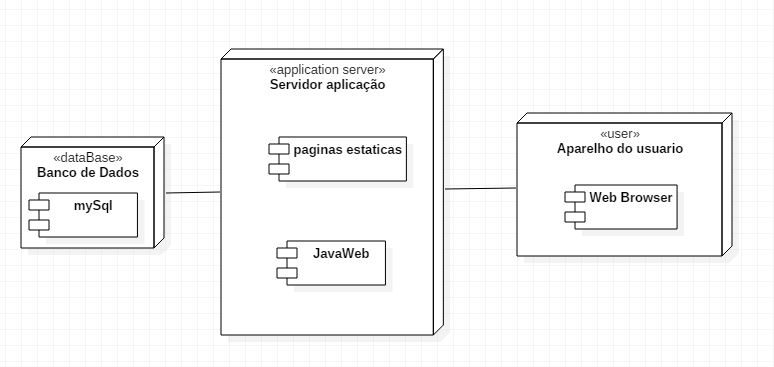 «dataBase»
Banco de Dados
mySql
«application server»
Servidor aplicação
paginas estaticas
JavaWeb
«user»
Aparelho do usuario
Web Browser